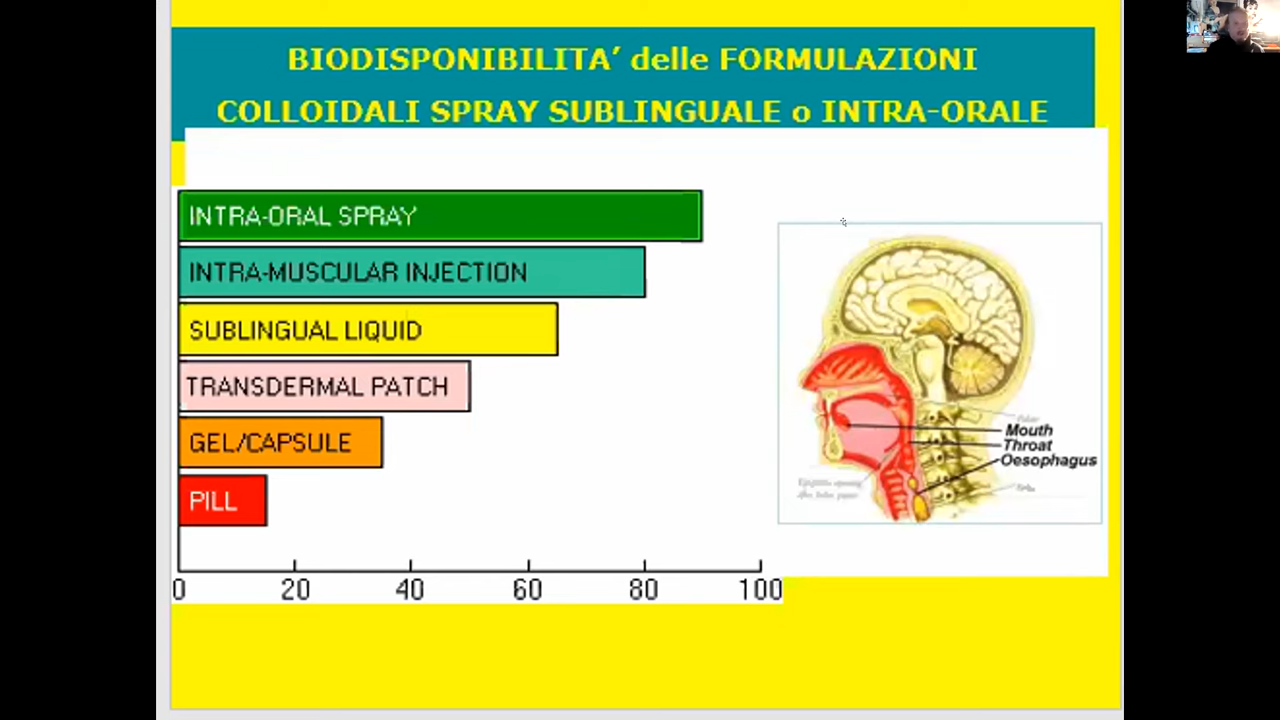 BIODISPONIBILITA’ delle FORMULAZIONI
COLLOIDALI SPRAY SUBLINGUALE o INTRA-ORALE
INTRA-ORAL SPRAY
INTRA-MUSCULAR INJECTION
SUBLINGUAL LIQUID
TRANSDERMAL PATCH
GEL/CAPSULE
PILL
0 20 40 60 80 100
Mouth
Throat
Oesophagus